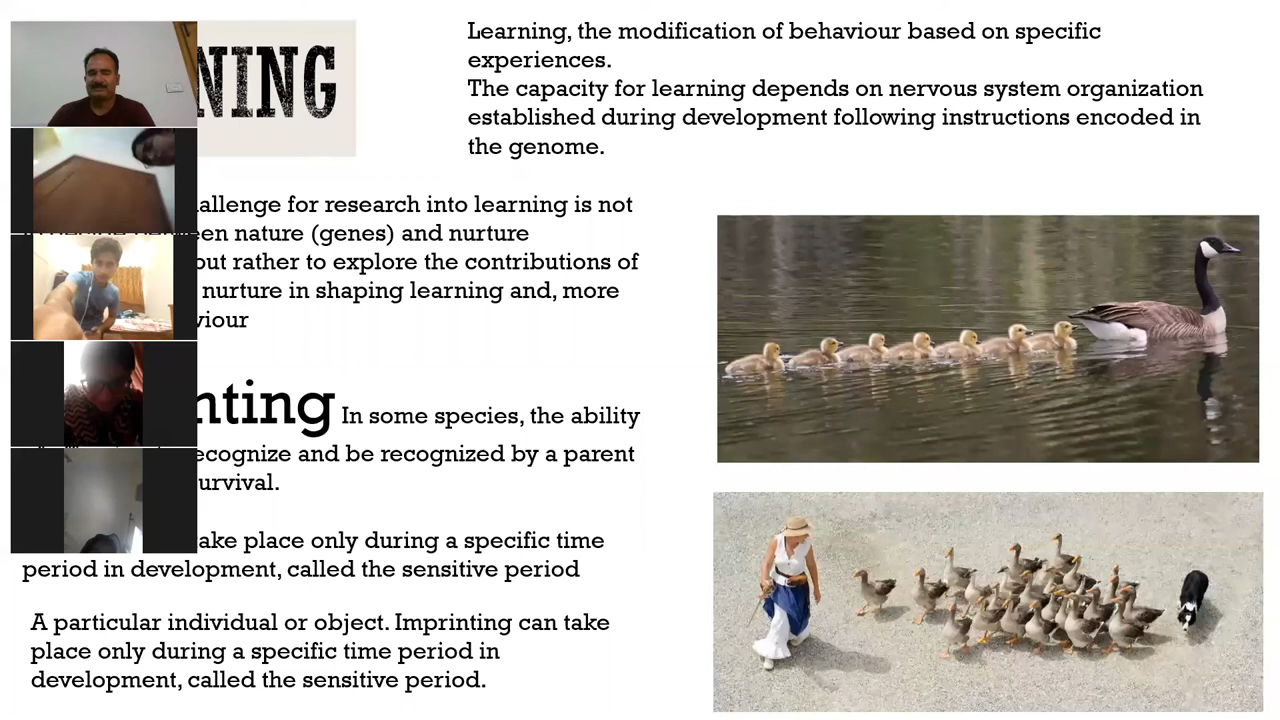 NING
Learning, the modification of behaviour based on specific
experiences.
The capacity for learning depends on nervous system organization
established during development following instructions encoded in
the genome.
allenge for research into learning is not
een nature (genes) and nurture
but rather to explore the contributions of
nurture in shaping learning and, more
viour
nting In some species, the ability
ecognize and be recognized by a parent
urvival.
ake place only during a specific time
period in development, called the sensitive period
A particular individual or object. Imprinting can take
place only during a specific time period in
development, called the sensitive period.